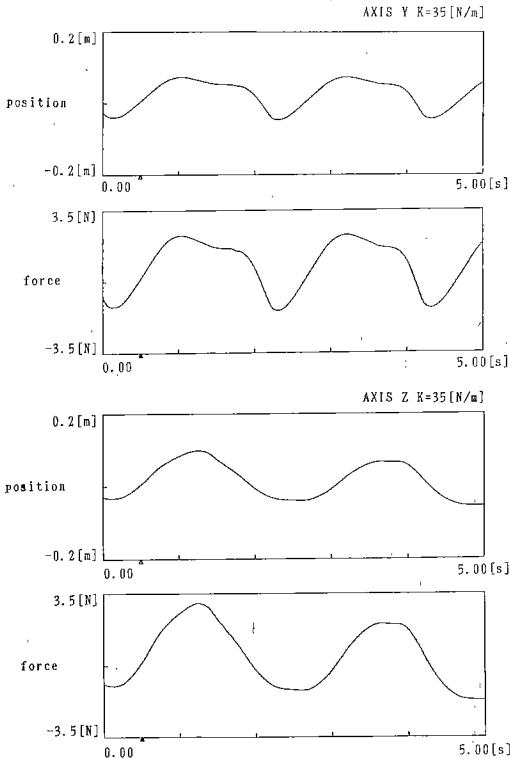 AXIS Y K=35[N/m]
0.2[m]
position
-0.2[m]
0.00 5.00[s]
3.5[N]
force
-3.5[N]
0.00 5.00[s]
AXIS Z K=35[N/m]
0.2[m]
position
-0.2[m]
0.00 5.00[s]
3.5[N]
force
-3.5[N]
0.00 5.00[s]